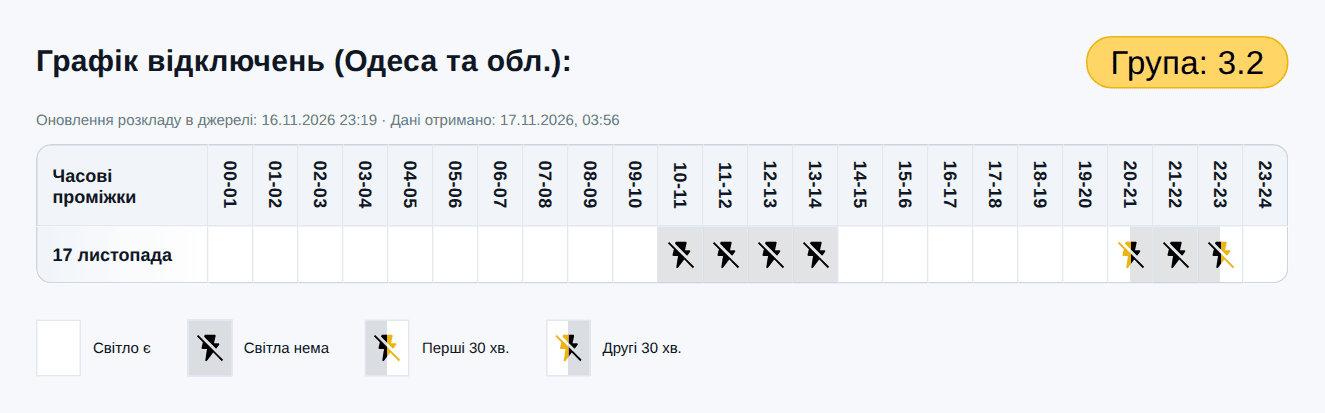 Графік відключень (Одеса та обл.):
Група: 3.2
Оновлення розкладу в джерелі: 16.11.2026 23:19 · Дані отримано: 17.11.2026, 03:56
Часові
проміжки
00-01
01-02
02-03
03-04
04-05
05-06
06-07
07-08
08-09
09-10
10-11
11-12
12-13
13-14
14-15
15-16
16-17
17-18
18-19
19-20
20-21
21-22
22-23
23-24
17 листопада
Світло є
Світла нема
Перші 30 хв.
Другі 30 хв.